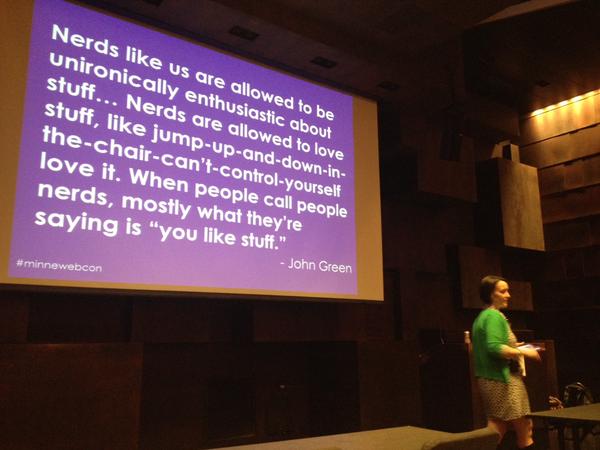 Nerds like us are allowed to be
unironically enthusiastic about
stuff... Nerds are allowed to love
stuff, like jump-up-and-down-in-
the-chair-can't-control-yourself
love it. When people call people
nerds, mostly what they're
saying is "you like stuff."
- John Green
#minnewebcon